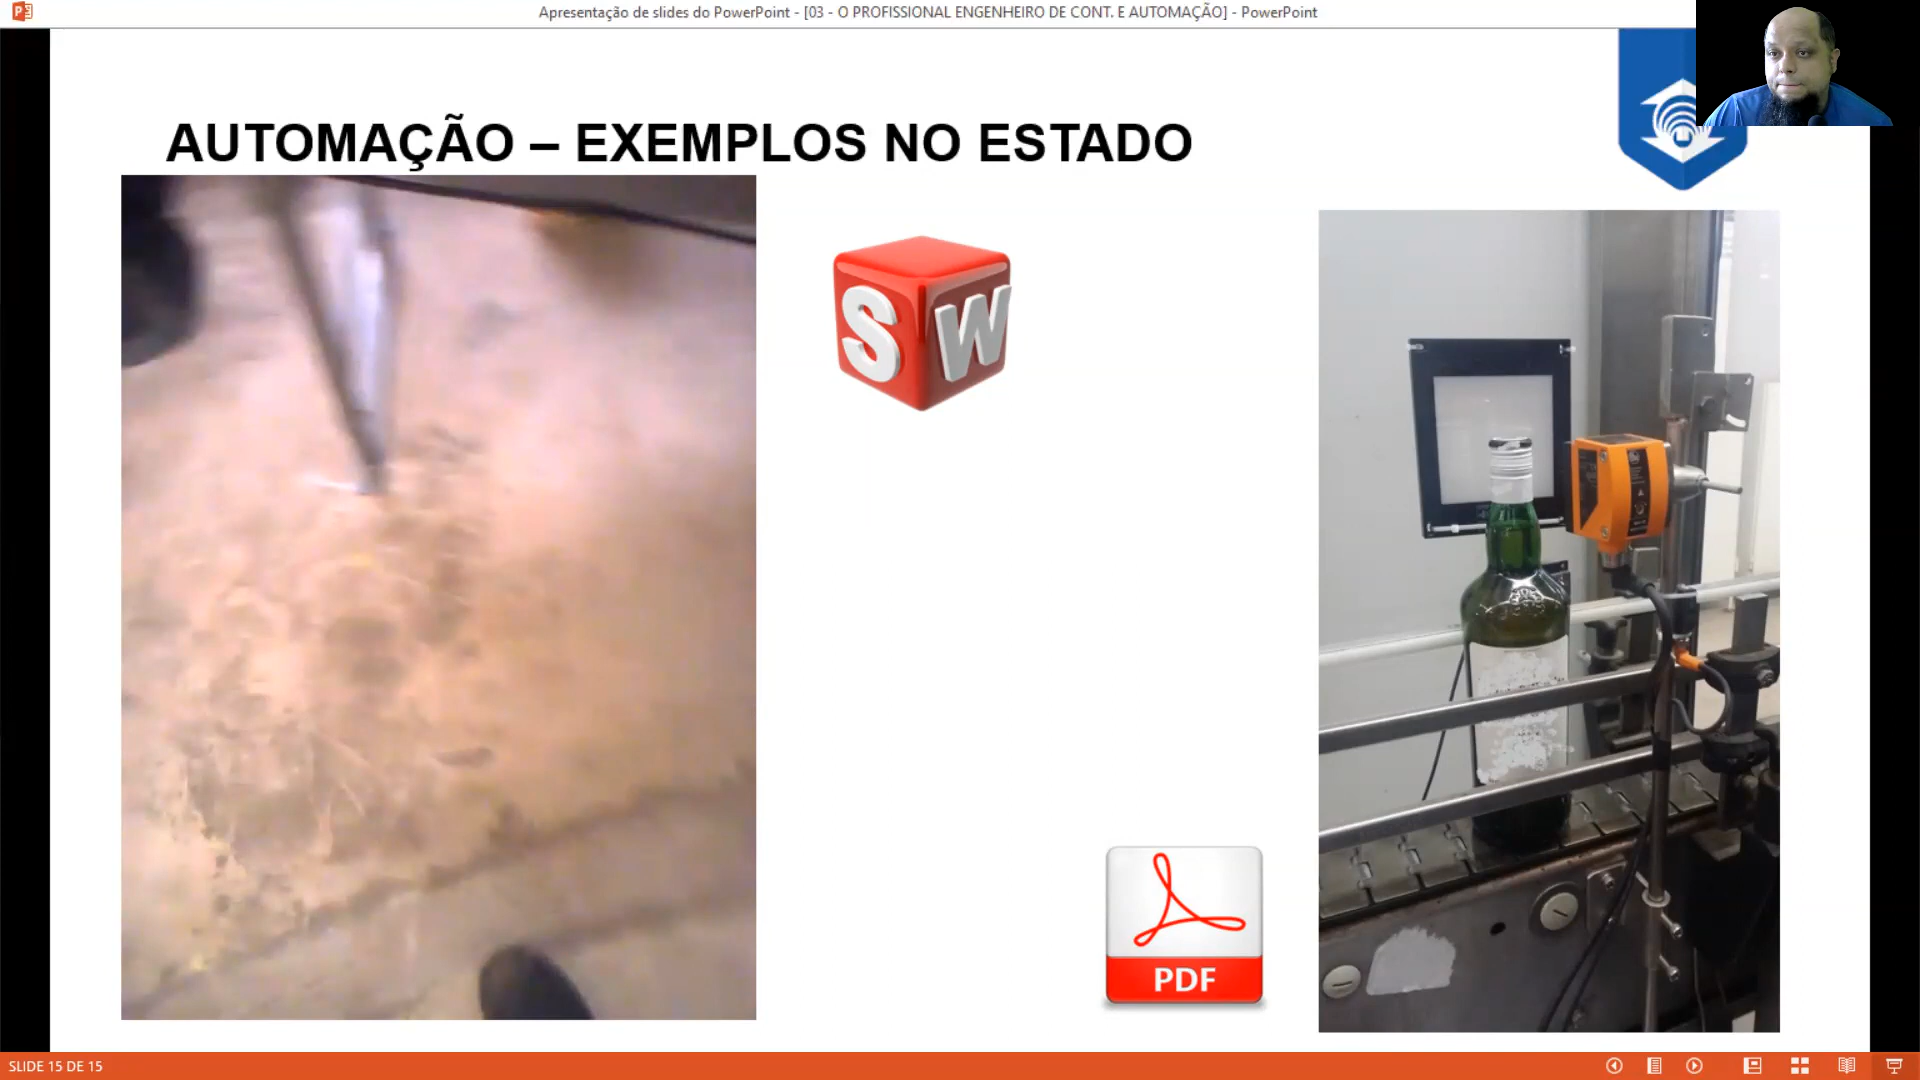 Apresentação de slides do PowerPoint - [03 - O PROFISSIONAL ENGENHEIRO DE CONT. E AUTOMAÇÃO] - PowerPoint
AUTOMAÇÃO – EXEMPLOS NO ESTADO
S W
PDF
SLIDE 15 DE 15